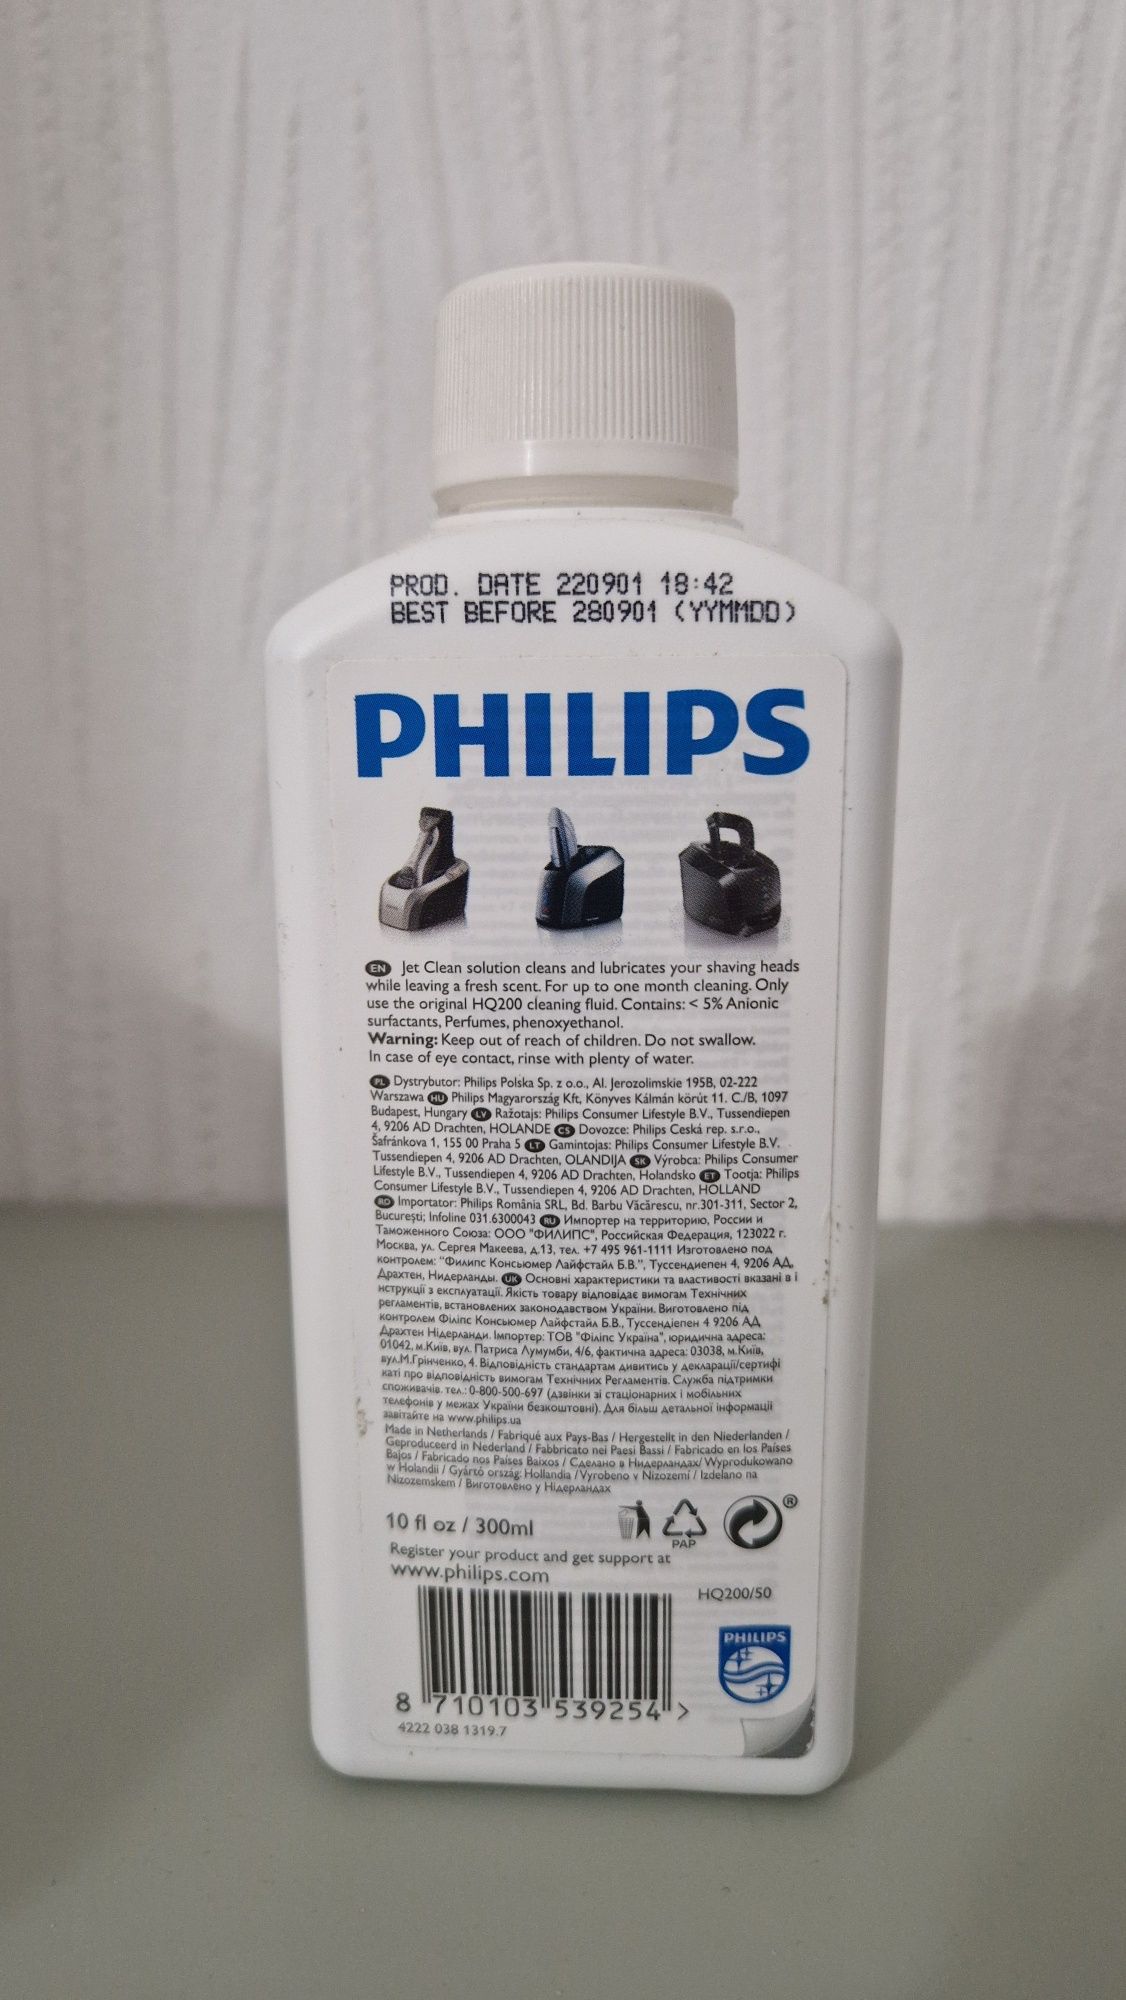 PROD. DATE 220901 18:42
BEST BEFORE 280901 (YYMMDD)
PHILIPS
EN Jet Clean solution cleans and lubricates your shaving heads
while leaving a fresh scent. For up to one month cleaning. Only
use the original HQ200 cleaning fluid. Contains: < 5% Anionic
surfactants, Perfumes, phenoxyethanol.
Warning: Keep out of reach of children. Do not swallow.
In case of eye contact, rinse with plenty of water.
PL Dystrybutor: Philips Polska Sp. z o.o., Al. Jerozolimskie 195B, 02-222
Warszawa HU Philips Magyarország Kft, Könyves Kálmán körút 11. C./B, 1097
Budapest, Hungary LV Ražotajs: Philips Consumer Lifestyle B.V., Tussendiepen
4, 9206 AD Drachten, HOLANDE CS Dovozce: Philips Ceská rep. s.r.o.,
Šafránkova 1, 155 00 Praha 5 LT Gamintojas: Philips Consumer Lifestyle B.V.
Tussendiepen 4, 9206 AD Drachten, OLANDIJA SK Výrobca: Philips Consumer
Lifestyle B.V., Tussendiepen 4, 9206 AD Drachten, Holandsko ET Tootja: Philips
Consumer Lifestyle B.V., Tussendiepen 4, 9206 AD Drachten, HOLLAND
RO Importator: Philips România SRL, Bd. Barbu Văcărescu, nr.301-311, Sector 2,
București; Infoline 031.6300043 RU Импортер на территорию, России и
Таможенного Союза: ООО "ФИЛИПС", Российская Федерация, 123022 г.
Москва, ул. Сергея Макеева, д.13, тел. +7 495 961-1111 Изготовлено под
контролем: "Филипс Консьюмер Лайфстайл Б.В.", Туссендиепен 4, 9206 АД,
Драхтен, Нидерланды. UK Основні характеристики та властивості вказані в і
нструкції з експлуатації. Якість товару відповідає вимогам Технічних
регламентів, встановлених законодавством України. Виготовлено під
контролем Філіпс Консьюмер Лайфстайл Б.В., Туссендіепен 4 9206 АД
Драхтен Нідерланди. Імпортер: ТОВ "Філіпс Україна", юридична адреса:
01042, м.Київ, вул. Патриса Лумумби, 4/6, фактична адреса: 03038, м.Київ,
вул.М.Грінченко, 4. Відповідність стандартам дивитись у декларації/сертифі
каті про відповідність вимогам Технічних Регламентів. Служба підтримки
споживачів. тел.: 0-800-500-697 (дзвінки зі стаціонарних і мобільних
телефонів у межах України безкоштовні). Для більш детальної інформації
завітайте на www.philips.ua
Made in Netherlands / Fabriqué aux Pays-Bas / Hergestellt in den Niederlanden /
Geproduceerd in Nederland / Fabbricato nei Paesi Bassi / Fabricado en los Países
Bajos / Fabricado nos Países Baixos / Сделано в Нидерландах/ Wyprodukowano
w Holandii / Gyártó ország: Hollandia / Vyrobeno v Nizozemí / Izdelano na
Nizozemskem / Виготовлено у Нідерландах
10 fl oz / 300ml
PAP
®
Register your product and get support at
www.philips.com
HQ200/50
PHILIPS
8 710103 539254 >
4222 038 1319.7